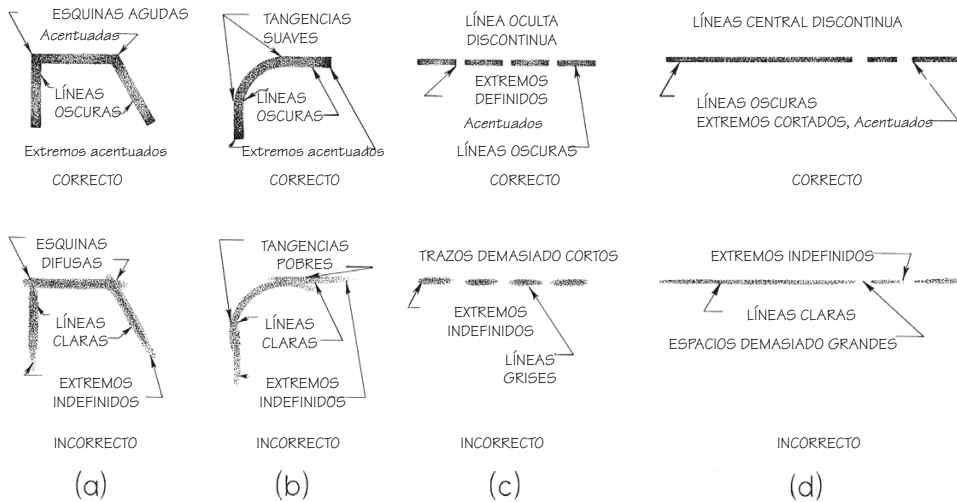 ESQUINAS AGUDAS
Acentuadas
LÍNEAS
OSCURAS
Extremos acentuados
CORRECTO
TANGENCIAS
SUAVES
LÍNEAS
OSCURAS
Extremos acentuados
CORRECTO
LÍNEA OCULTA
DISCONTINUA
EXTREMOS
DEFINIDOS
Acentuados
LÍNEAS OSCURAS
CORRECTO
LÍNEAS CENTRAL DISCONTINUA
LÍNEAS OSCURAS
EXTREMOS CORTADOS, Acentuados
CORRECTO
ESQUINAS
DIFUSAS
LÍNEAS
CLARAS
EXTREMOS
INDEFINIDOS
INCORRECTO
(a)
TANGENCIAS
POBRES
LÍNEAS
CLARAS
EXTREMOS
INDEFINIDOS
INCORRECTO
(b)
TRAZOS DEMASIADO CORTOS
EXTREMOS
INDEFINIDOS
LÍNEAS
GRISES
INCORRECTO
(c)
EXTREMOS INDEFINIDOS
LÍNEAS CLARAS
ESPACIOS DEMASIADO GRANDES
INCORRECTO
(d)